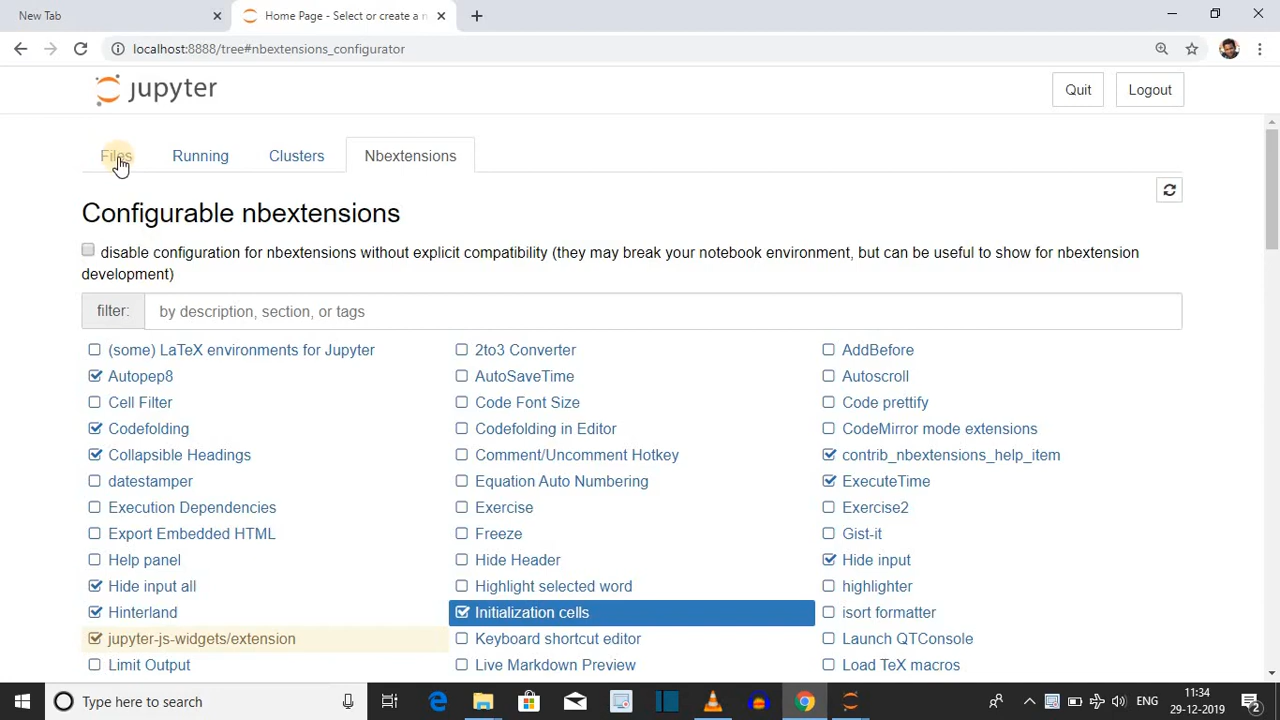 New Tab
Home Page - Select or create a n
localhost:8888/tree#nbextensions_configurator
jupyter
Quit
Logout
Files
Running
Clusters
Nbextensions
Configurable nbextensions
disable configuration for nbextensions without explicit compatibility (they may break your notebook environment, but can be useful to show for nbextension
development)
filter:
by description, section, or tags
(some) LaTeX environments for Jupyter
2to3 Converter
AddBefore
Autopep8
AutoSaveTime
Autoscroll
Cell Filter
Code Font Size
Code prettify
Codefolding
Codefolding in Editor
CodeMirror mode extensions
Collapsible Headings
Comment/Uncomment Hotkey
contrib_nbextensions_help_item
datestamper
Equation Auto Numbering
ExecuteTime
Execution Dependencies
Exercise
Exercise2
Export Embedded HTML
Freeze
Gist-it
Help panel
Hide Header
Hide input
Hide input all
Highlight selected word
highlighter
Hinterland
Initialization cells
isort formatter
jupyter-js-widgets/extension
Keyboard shortcut editor
Launch QTConsole
Limit Output
Live Markdown Preview
Load TeX macros
Type here to search
ENG
11:34
29-12-2019
2